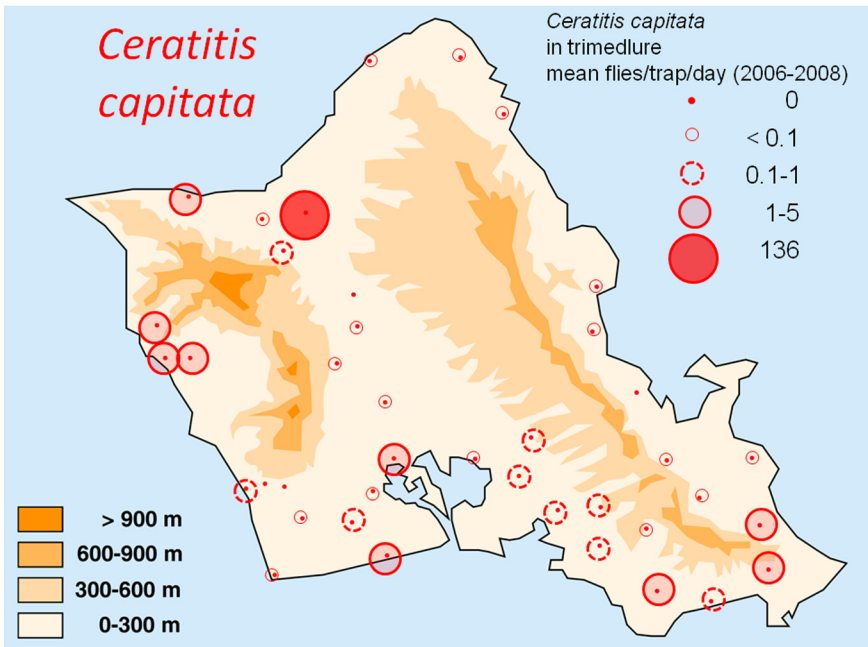 Ceratitis
capitata
Ceratitis capitata
in trimedlure
mean flies/trap/day (2006-2008)
0
< 0.1
0.1-1
1-5
136
> 900 m
600-900 m
300-600 m
0-300 m